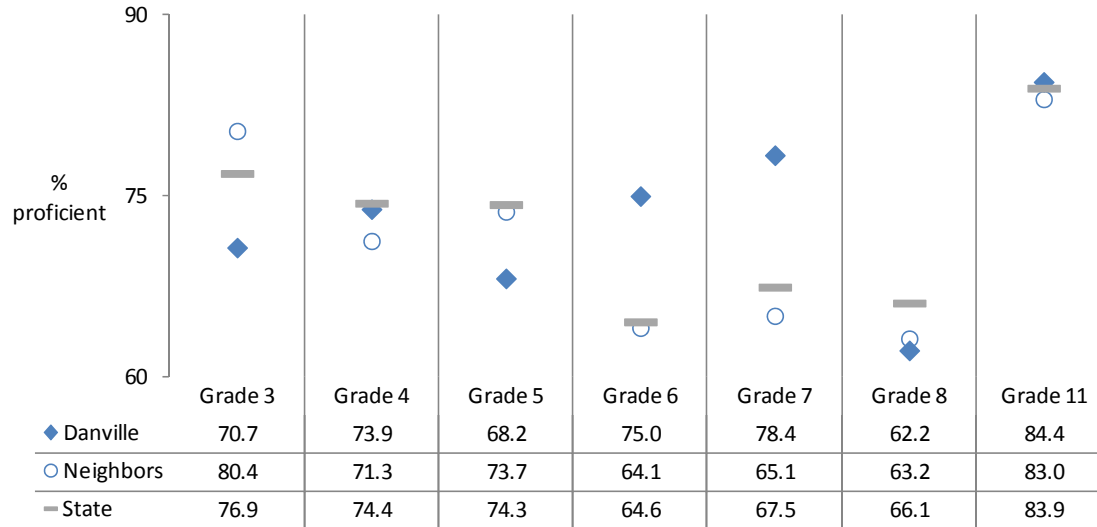 90
75
%
proficient
60
Grade 3 Grade 4 Grade 5 Grade 6 Grade 7 Grade 8 Grade 11
Danville 70.7 73.9 68.2 75.0 78.4 62.2 84.4
Neighbors 80.4 71.3 73.7 64.1 65.1 63.2 83.0
State 76.9 74.4 74.3 64.6 67.5 66.1 83.9